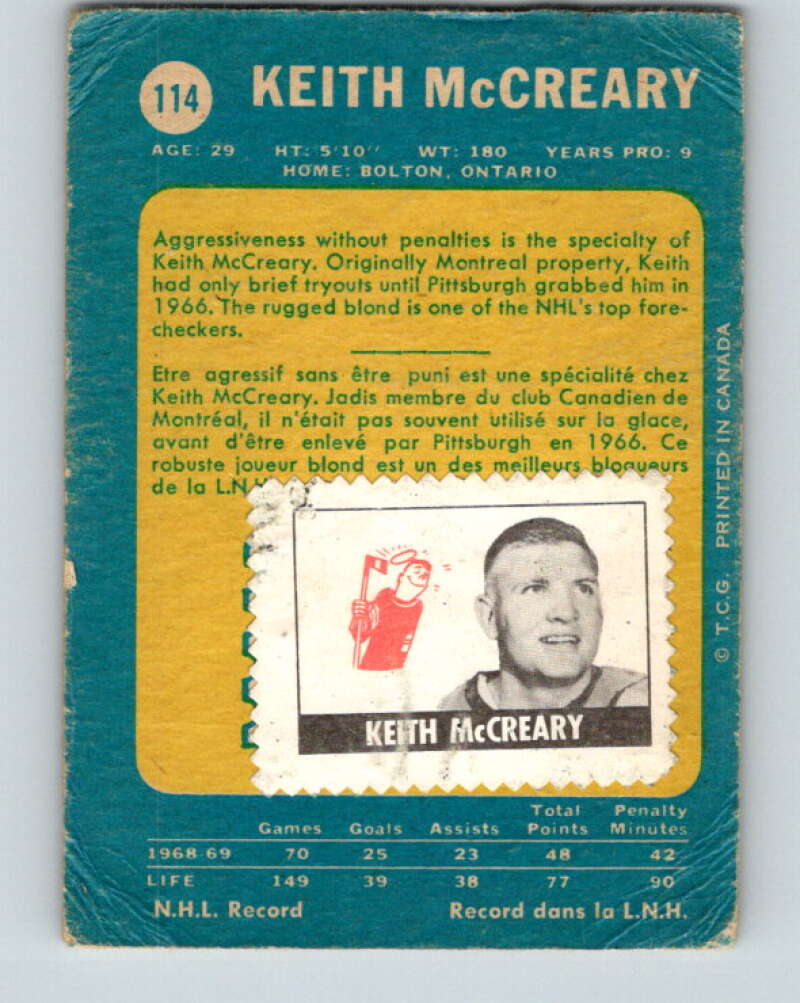 114
KEITH McCREARY
AGE: 29 HT: 5'10'' WT: 180 YEARS PRO: 9
HOME: BOLTON, ONTARIO
Aggressiveness without penalties is the specialty of
Keith McCreary. Originally Montreal property, Keith
had only brief tryouts until Pittsburgh grabbed him in
1966. The rugged blond is one of the NHL's top fore-
checkers.
Etre agressif sans être puni est une spécialité chez
Keith McCreary. Jadis membre du club Canadien de
Montréal, il n'était pas souvent utilisé sur la glace,
avant d'être enlevé par Pittsburgh en 1966. Ce
robuste joueur blond est un des meilleurs bloqueurs
de la L.N.H
KEITH McCREARY
© T.C.G. PRINTED IN CANADA
Games Goals Assists Total Points Penalty Minutes
1968-69 70 25 23 48 42
LIFE 149 39 38 77 90
N.H.L. Record Record dans la L.N.H.